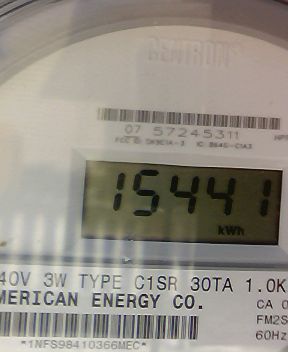 07 57245311
15441
kWh
40V 3W TYPE C1SR 30TA 1.0K
MERICAN ENERGY CO.
CA 0
FM2S
60Hz
*1NFS98410366MEC*